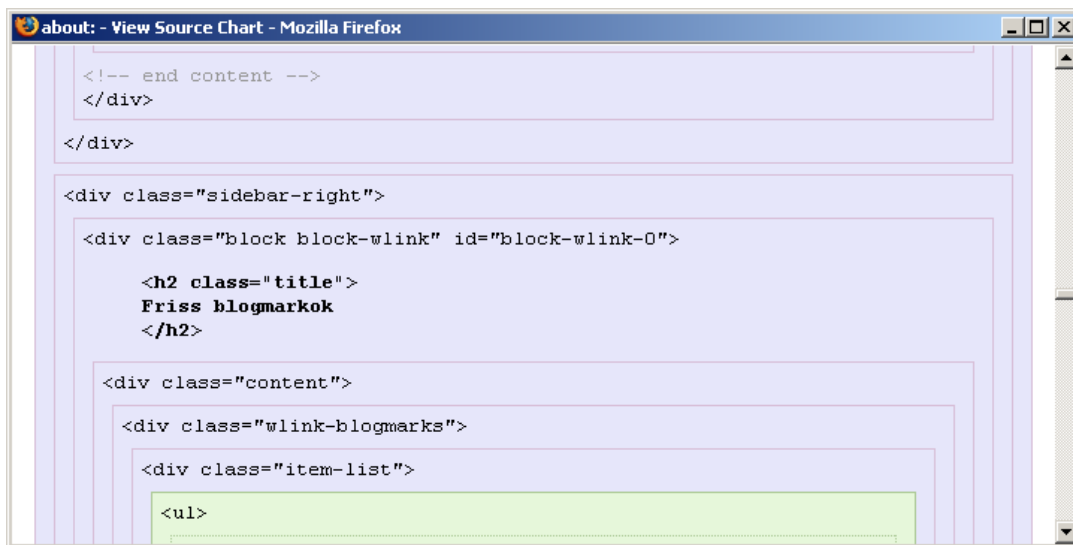 about: - View Source Chart - Mozilla Firefox
<!-- end content -->
</div>
</div>
<div class="sidebar-right">
<div class="block block-wlink" id="block-wlink-0">
<h2 class="title">
Friss blogmarkok
</h2>
<div class="content">
<div class="wlink-blogmarks">
<div class="item-list">
<ul>